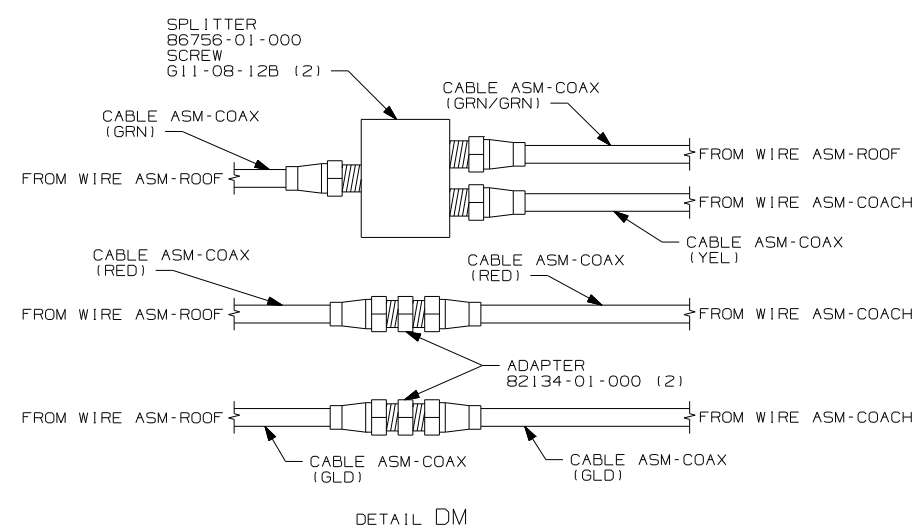 SPLITTER
86756-01-000
SCREW
G11-08-12B (2)
CABLE ASM-COAX
(GRN/GRN)
CABLE ASM-COAX
(GRN)
FROM WIRE ASM-ROOF
FROM WIRE ASM-ROOF
FROM WIRE ASM-COACH
CABLE ASM-COAX
(YEL)
CABLE ASM-COAX
(RED)
CABLE ASM-COAX
(RED)
FROM WIRE ASM-ROOF
FROM WIRE ASM-COACH
ADAPTER
82134-01-000 (2)
FROM WIRE ASM-ROOF
FROM WIRE ASM-COACH
CABLE ASM-COAX
(GLD)
CABLE ASM-COAX
(GLD)
DETAIL DM